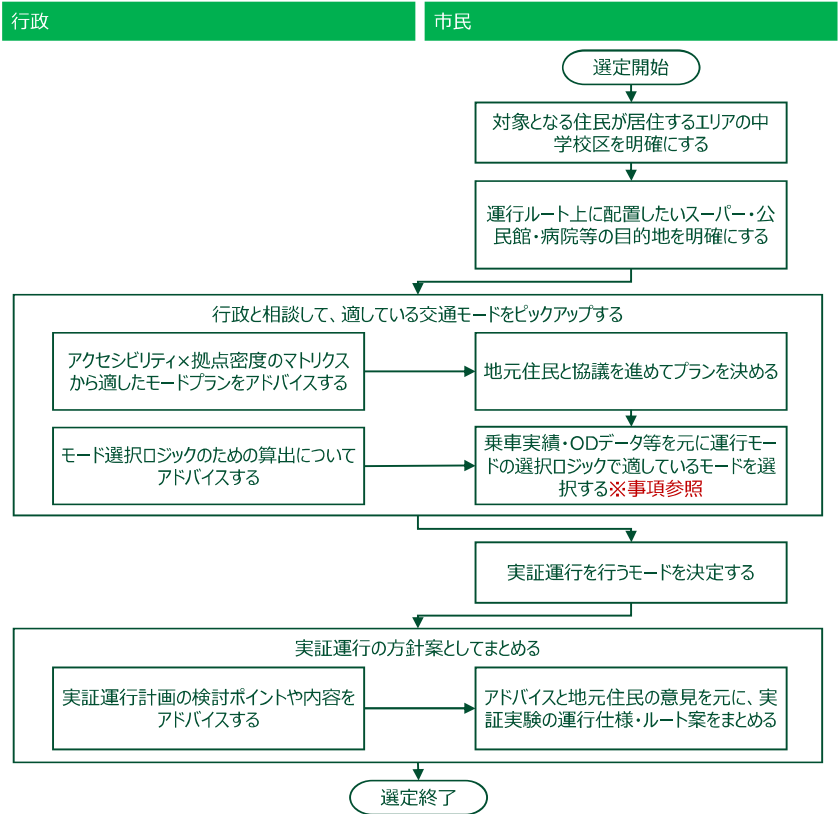 行政
市民
選定開始
対象となる住民が居住するエリアの中
学校区を明確にする
運行ルート上に配置したいスーパー・公
民館・病院等の目的地を明確にする
行政と相談して、適している交通モードをピックアップする
アクセシビリティ×拠点密度のマトリクス
から適したモードプランをアドバイスする
地元住民と協議を進めてプランを決める
モード選択ロジックのための算出について
アドバイスする
乗車実績・ODデータ等を元に運行モー
ドの選択ロジックで適しているモードを選
択する※事項参照
実証運行を行うモードを決定する
実証運行の方針案としてまとめる
実証運行計画の検討ポイントや内容を
アドバイスする
アドバイスと地元住民の意見を元に、実
証実験の運行仕様・ルート案をまとめる
選定終了